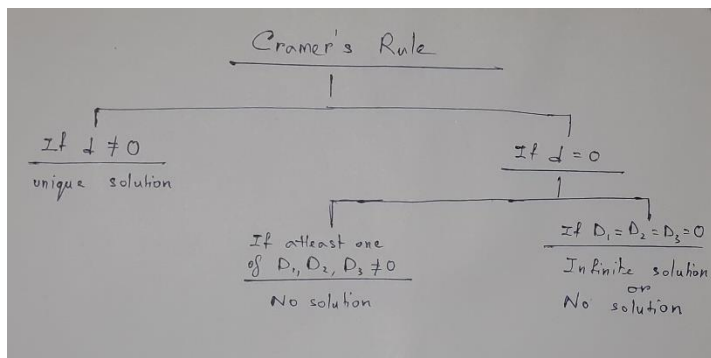 Cramer's Rule
If d ≠ 0
unique solution
If d = 0
If atleast one
of D₁, D₂, D₃ ≠ 0
No solution
If D₁ = D₂ = D₃ = 0
Infinite solution
or
No solution